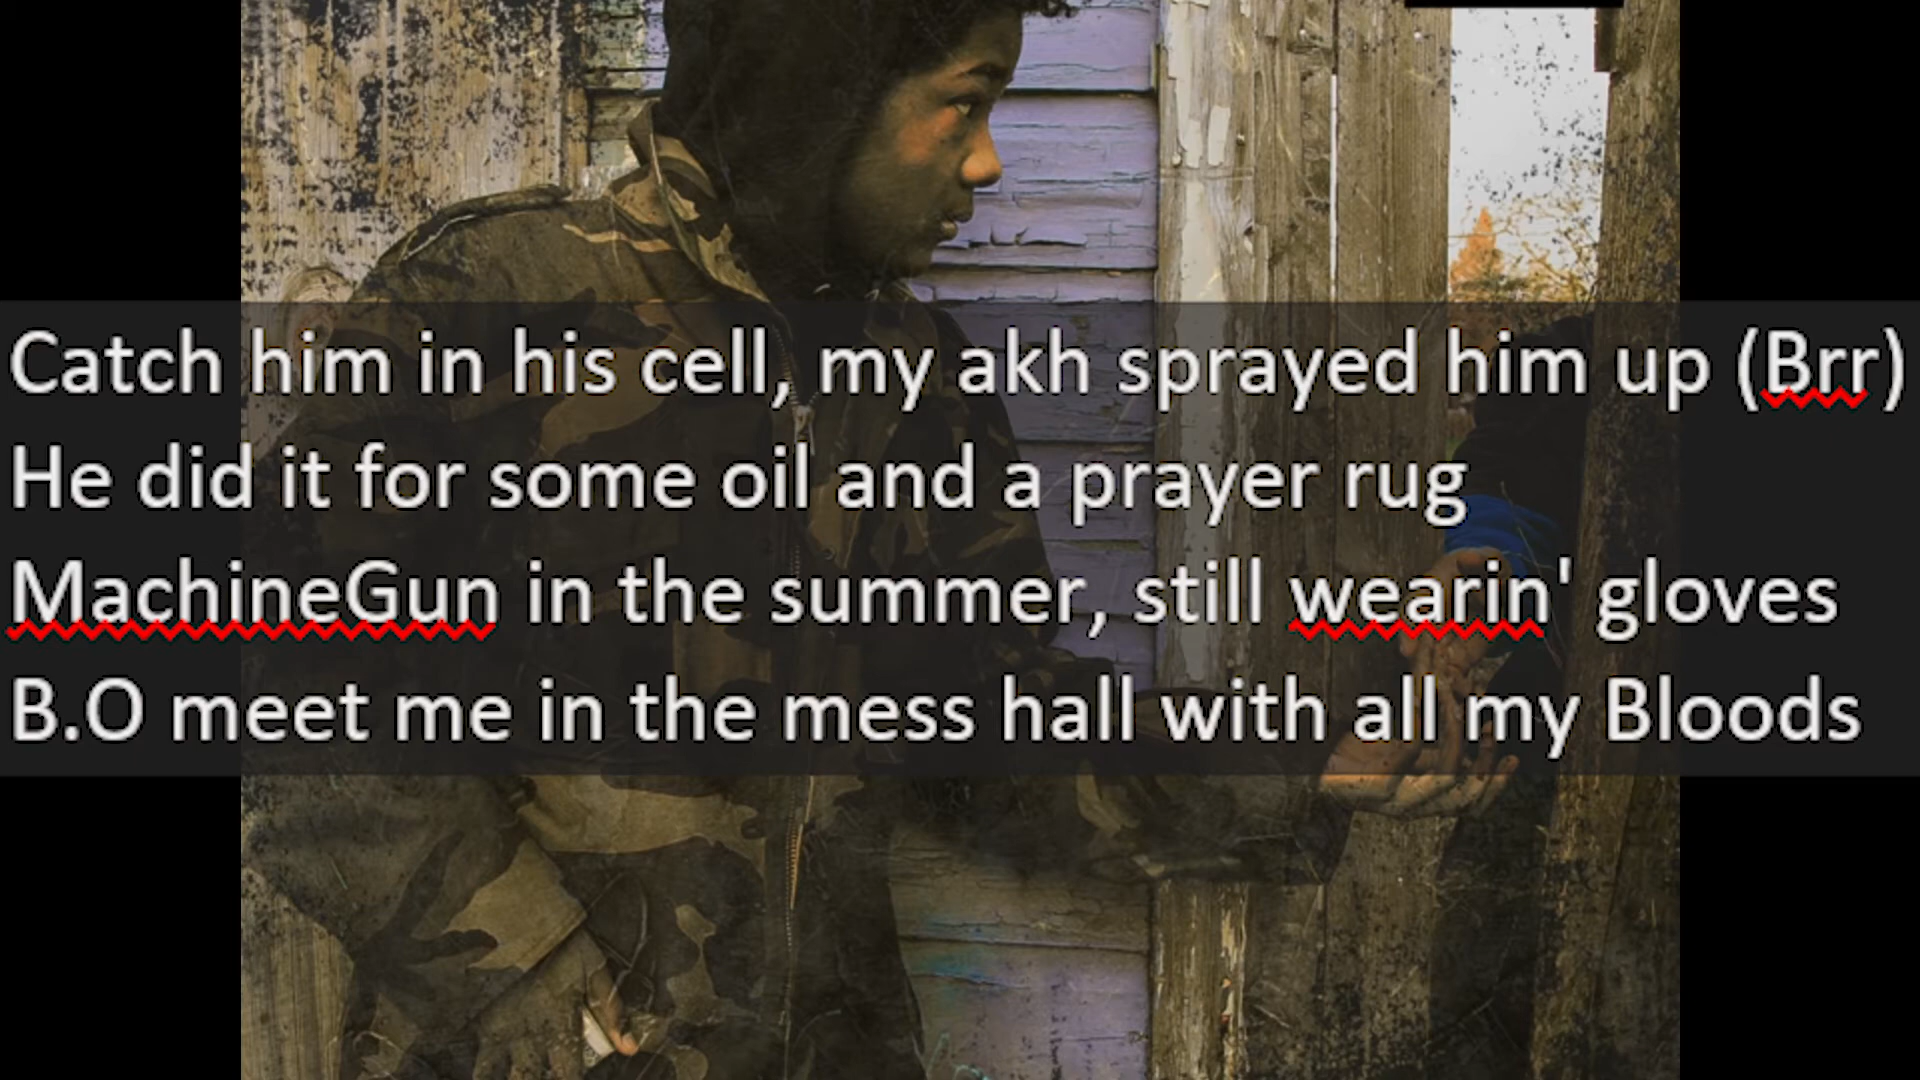 Catch him in his cell, my akh sprayed him up (Brr)
He did it for some oil and a prayer rug
MachineGun in the summer, still wearin' gloves
B.O meet me in the mess hall with all my Bloods